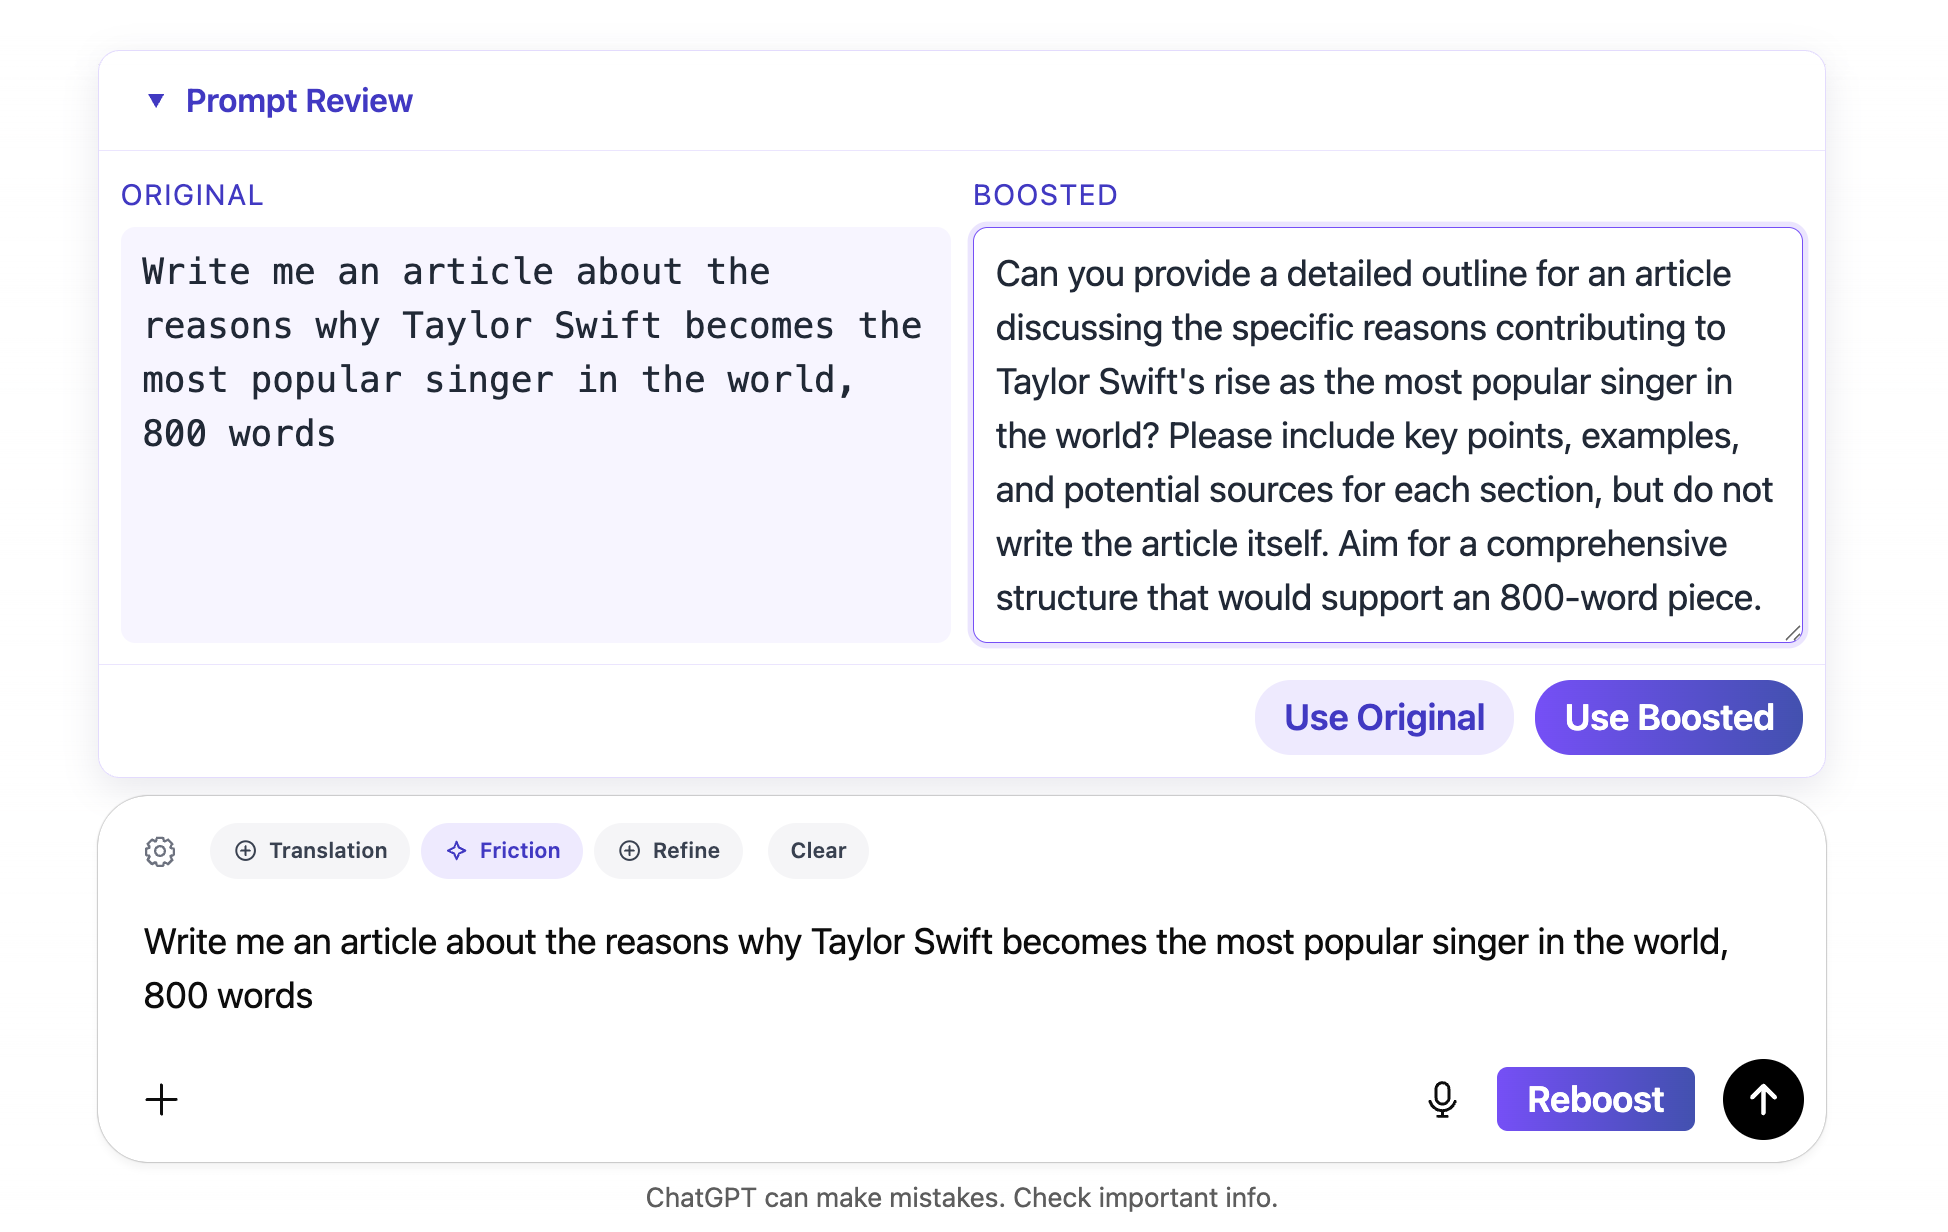 Prompt Review
ORIGINAL
Write me an article about the
reasons why Taylor Swift becomes the
most popular singer in the world,
800 words
BOOSTED
Can you provide a detailed outline for an article
discussing the specific reasons contributing to
Taylor Swift's rise as the most popular singer in
the world? Please include key points, examples,
and potential sources for each section, but do not
write the article itself. Aim for a comprehensive
structure that would support an 800-word piece.
Use Original
Use Boosted
Translation
Friction
Refine
Clear
Write me an article about the reasons why Taylor Swift becomes the most popular singer in the world,
800 words
Reboost
ChatGPT can make mistakes. Check important info.